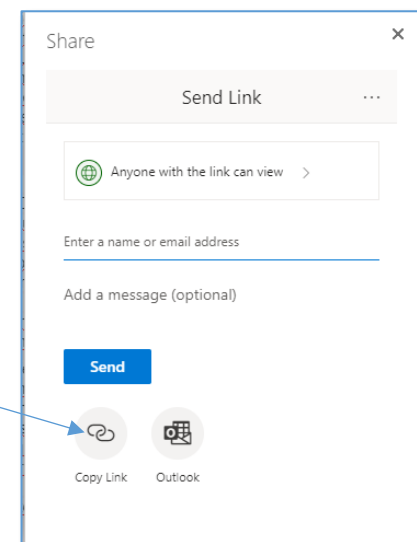 Share
Send Link
Anyone with the link can view
Enter a name or email address
Add a message (optional)
Send
Copy Link Outlook